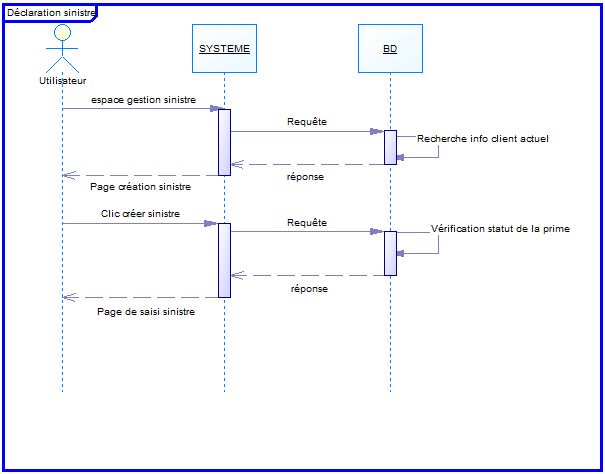 Déclaration sinistre
SYSTEME
BD
Utilisateur
espace gestion sinistre
Requête
Recherche info client actuel
réponse
Page création sinistre
Clic créer sinistre
Requête
Vérification statut de la prime
réponse
Page de saisi sinistre